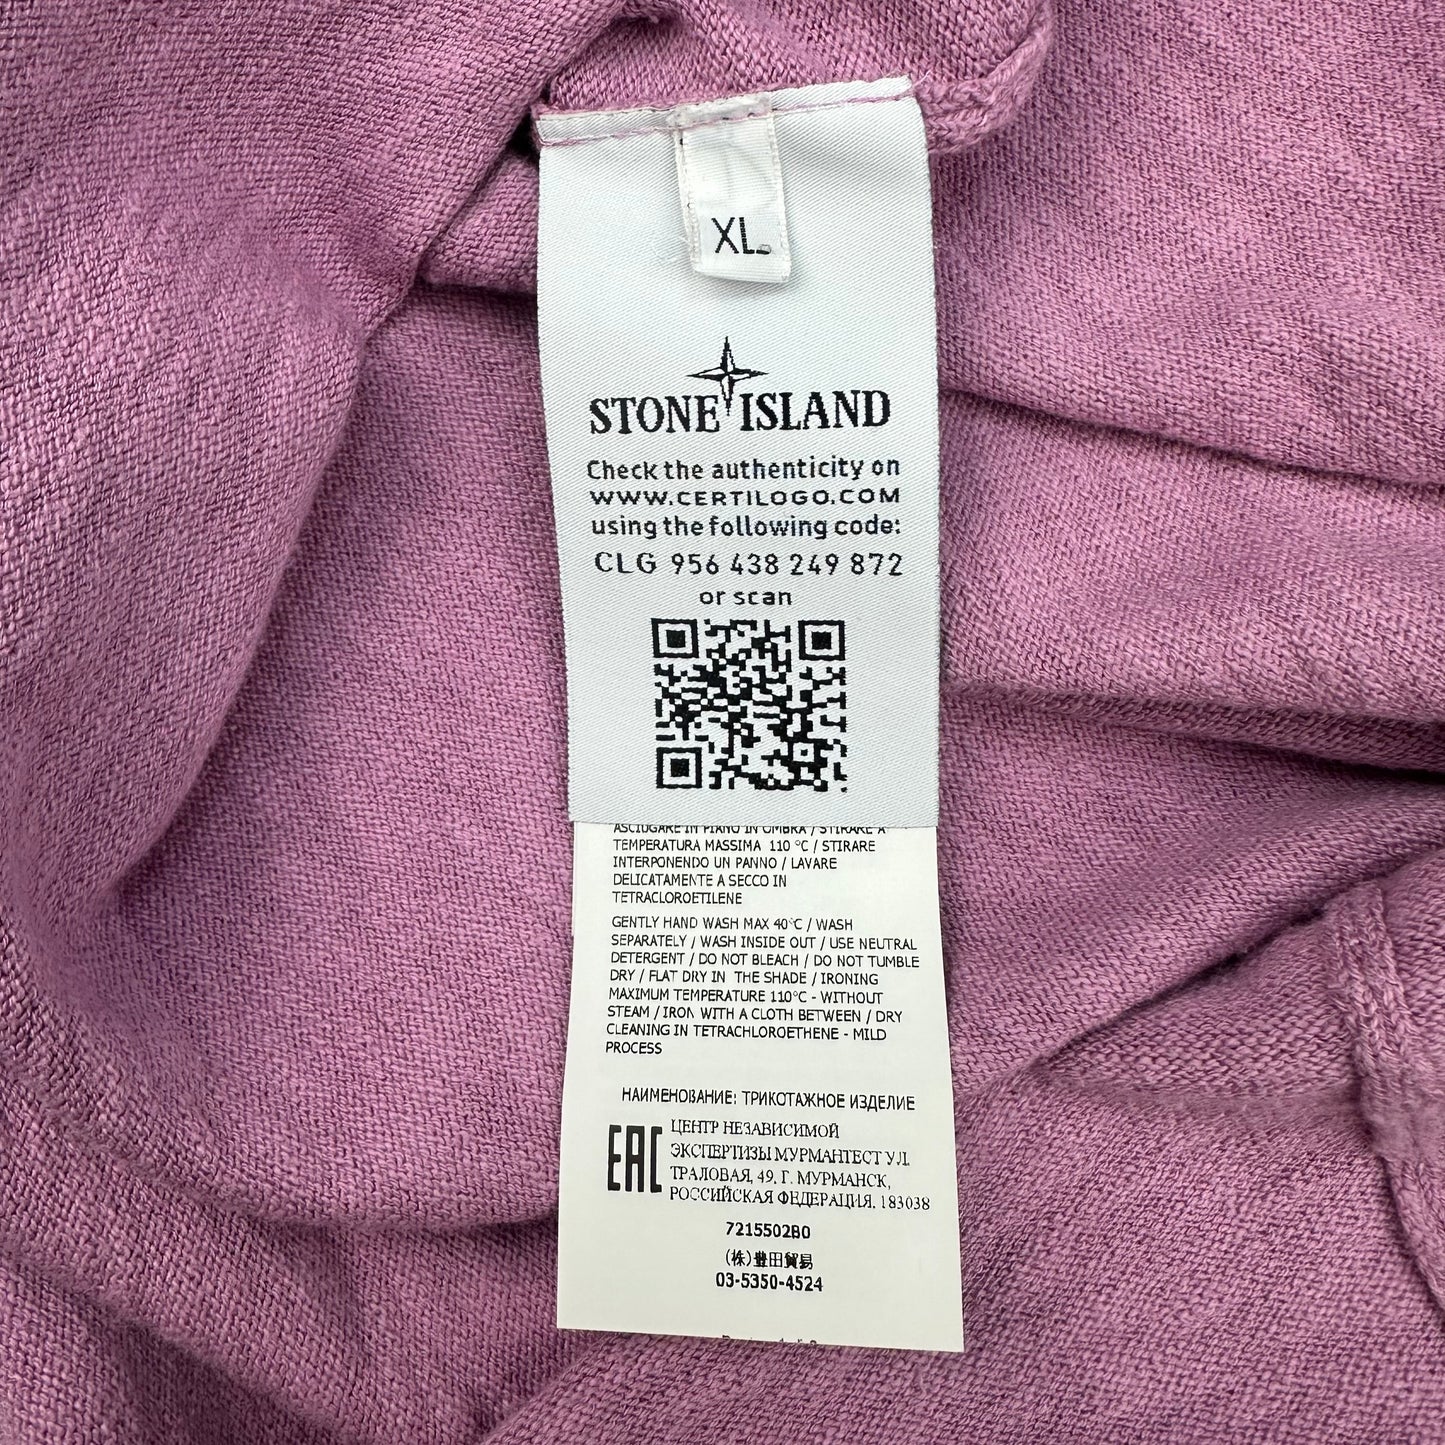 XL
STONE ISLAND
Check the authenticity on
WWW.CERTILOGO.COM
using the following code:
CLG 956 438 249 872
or scan
ASCIUGARE IN PIANO IN OMBRA / STIRARE A
TEMPERATURA MASSIMA 110 °C / STIRARE
INTERPONENDO UN PANNO / LAVARE
DELICATAMENTE A SECCO IN
TETRACLOROETILENE
GENTLY HAND WASH MAX 40°C / WASH
SEPARATELY / WASH INSIDE OUT / USE NEUTRAL
DETERGENT / DO NOT BLEACH / DO NOT TUMBLE
DRY / FLAT DRY IN THE SHADE / IRONING
MAXIMUM TEMPERATURE 110°C - WITHOUT
STEAM / IRON WITH A CLOTH BETWEEN / DRY
CLEANING IN TETRACHLOROETHENE - MILD
PROCESS
НАИМЕНОВАНИЕ: ТРИКОТАЖНОЕ ИЗДЕЛИЕ
EAC
ЦЕНТР НЕЗАВИСИМОЙ
ЭКСПЕРТИЗЫ МУРМАНТЕСТ УЛ.
ТРАЛОВАЯ, 49, Г. МУРМАНСК,
РОССИЙСКАЯ ФЕДЕРАЦИЯ, 183038
7215502B0
(株)豊田貿易
03-5350-4524